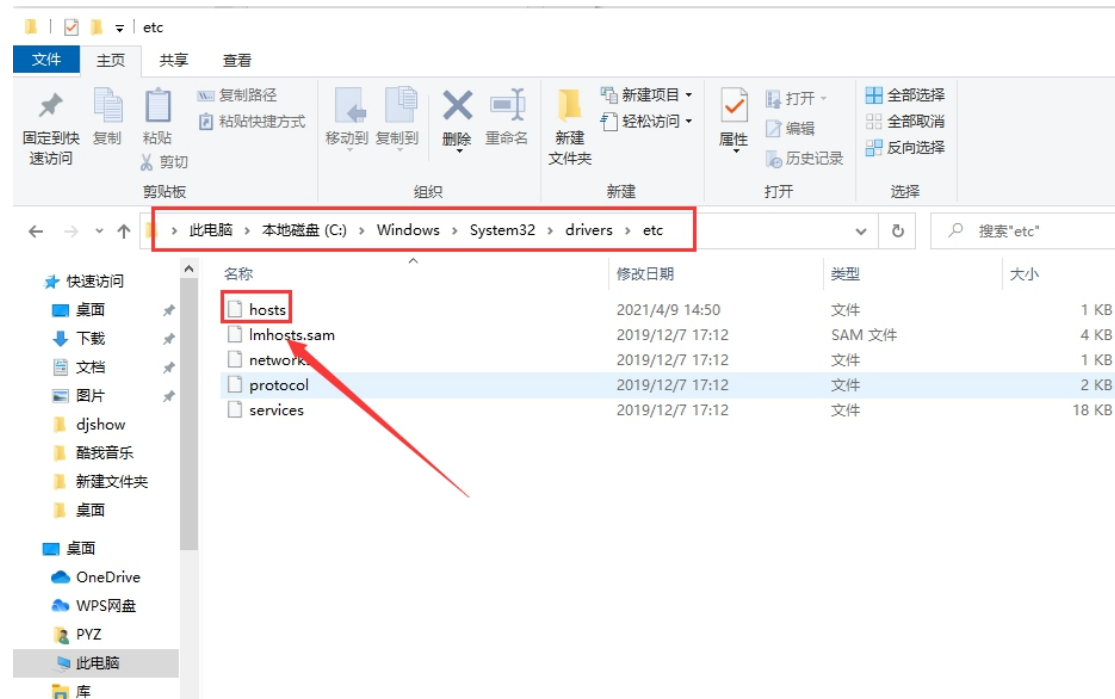 etc
文件 主页 共享 查看
固定到快速访问
复制
粘贴
复制路径
粘贴快捷方式
剪切
移动到
复制到
删除
重命名
新建文件夹
新建项目
轻松访问
属性
打开
编辑
历史记录
全部选择
全部取消
反向选择
剪贴板 组织 新建 打开 选择
此电脑 › 本地磁盘 (C:) › Windows › System32 › drivers › etc
搜索"etc"
名称 修改日期 类型 大小
hosts 2021/4/9 14:50 文件 1 KB
lmhosts.sam 2019/12/7 17:12 SAM 文件 4 KB
networks 2019/12/7 17:12 文件 1 KB
protocol 2019/12/7 17:12 文件 2 KB
services 2019/12/7 17:12 文件 18 KB
快速访问
桌面
下载
文档
图片
djshow
酷我音乐
新建文件夹
桌面
桌面
OneDrive
WPS网盘
PYZ
此电脑
库